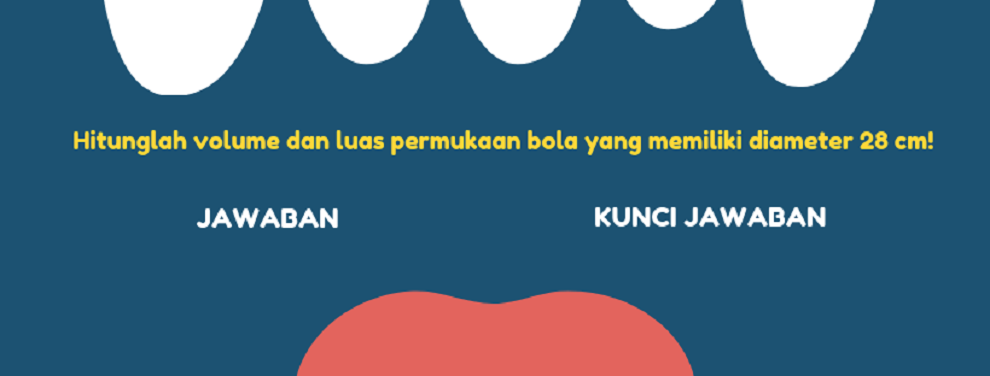 Hitunglah volume dan luas permukaan bola yang memiliki diameter 28 cm!
JAWABAN
KUNCI JAWABAN